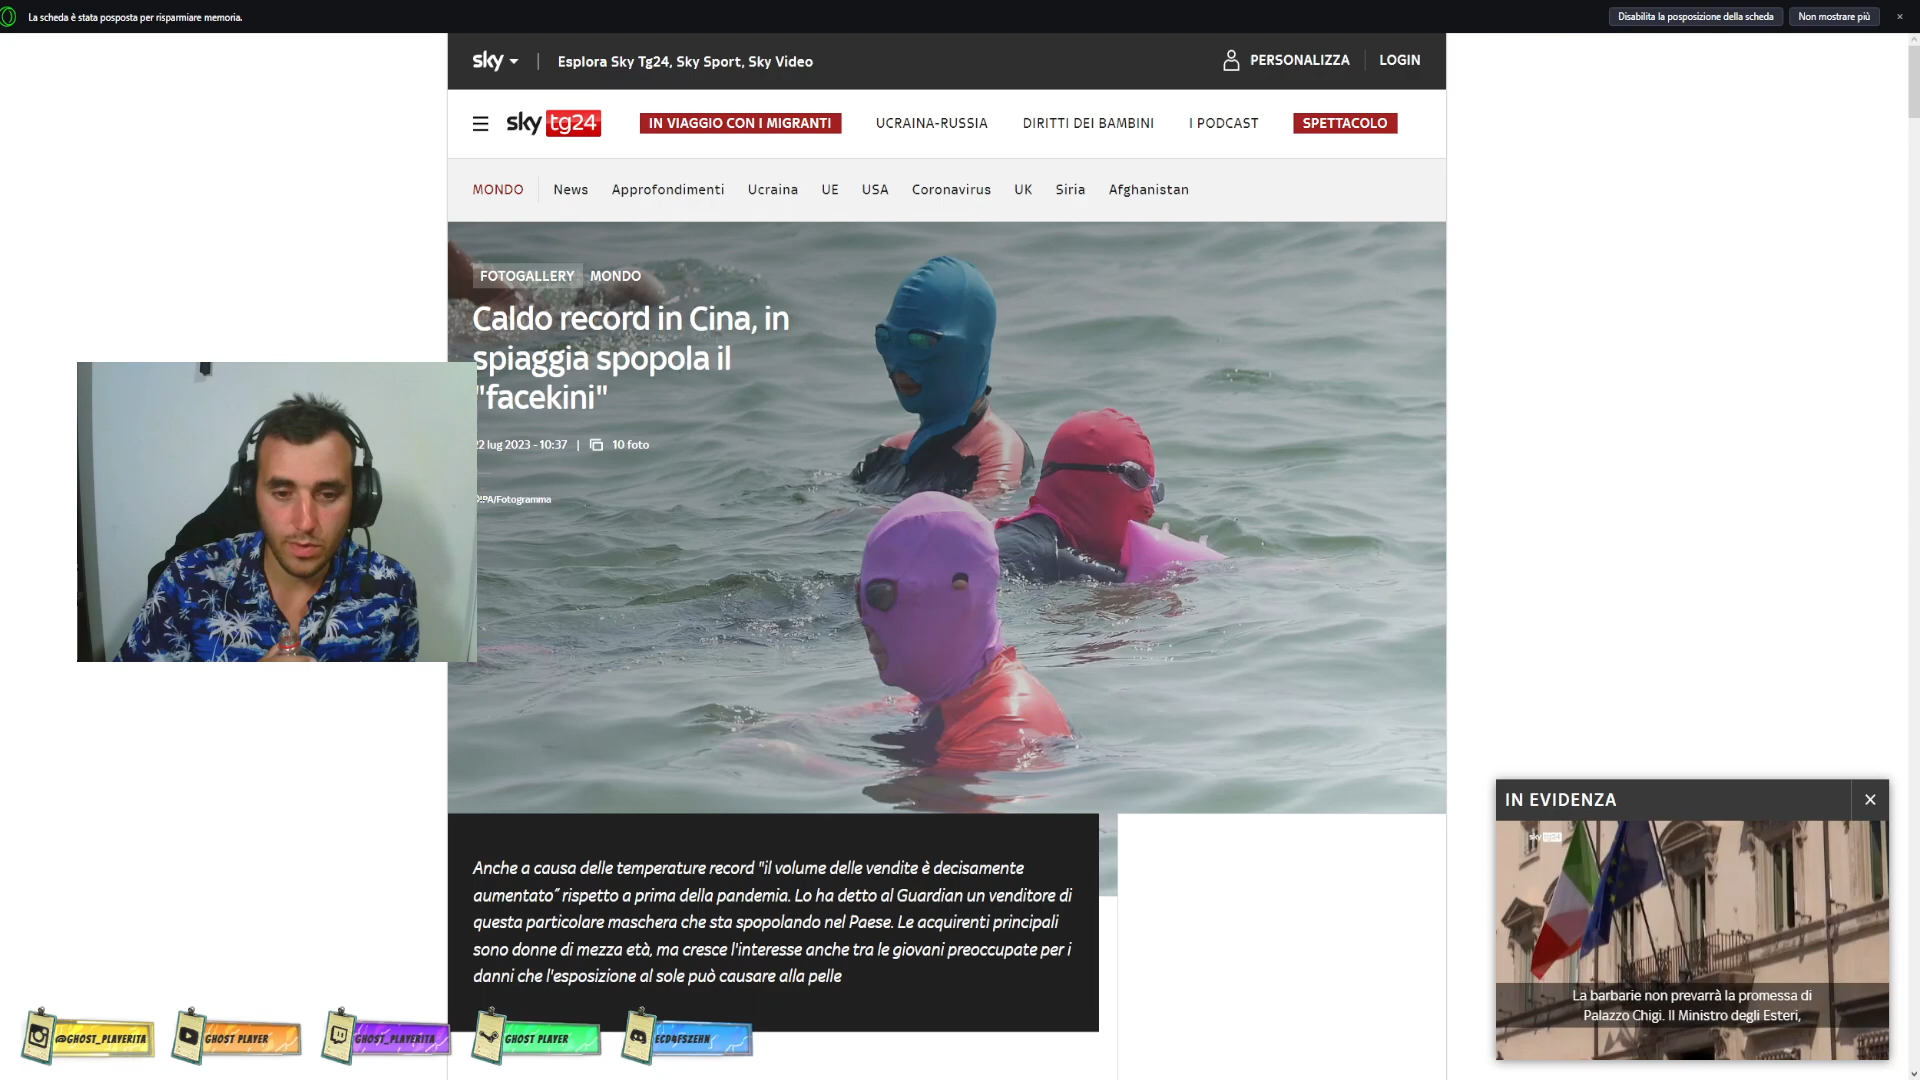 La scheda è stata posposta per risparmiare memoria.
Disabilita la posposizione della scheda
Non mostrare più
sky
Esplora Sky Tg24, Sky Sport, Sky Video
PERSONALIZZA
LOGIN
sky tg24
IN VIAGGIO CON I MIGRANTI
UCRAINA-RUSSIA
DIRITTI DEI BAMBINI
I PODCAST
SPETTACOLO
MONDO
News
Approfondimenti
Ucraina
UE
USA
Coronavirus
UK
Siria
Afghanistan
FOTOGALLERY
MONDO
Caldo record in Cina, in
spiaggia spopola il
"facekini"
22 lug 2023 - 10:37 | 10 foto
IPA/Fotogramma
Anche a causa delle temperature record "il volume delle vendite è decisamente
aumentato” rispetto a prima della pandemia. Lo ha detto al Guardian un venditore di
questa particolare maschera che sta spopolando nel Paese. Le acquirenti principali
sono donne di mezza età, ma cresce l'interesse anche tra le giovani preoccupate per i
danni che l'esposizione al sole può causare alla pelle
IN EVIDENZA
sky tg24
La barbarie non prevarrà la promessa di
Palazzo Chigi. Il Ministro degli Esteri,
@GHOST_PLAYERITA
GHOST PLAYER
GHOST_PLAYERITA
GHOST PLAYER